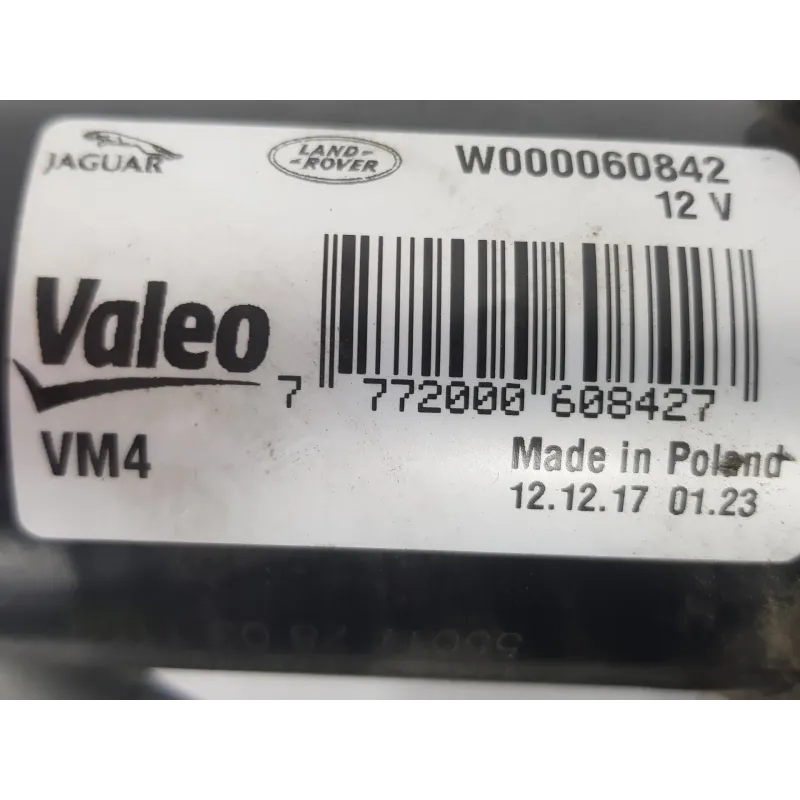 JAGUAR
LAND-
-ROVER
W000060842
12 V
Valeo
7 772000 608427
VM4
Made in Poland
12.12.17 01.23